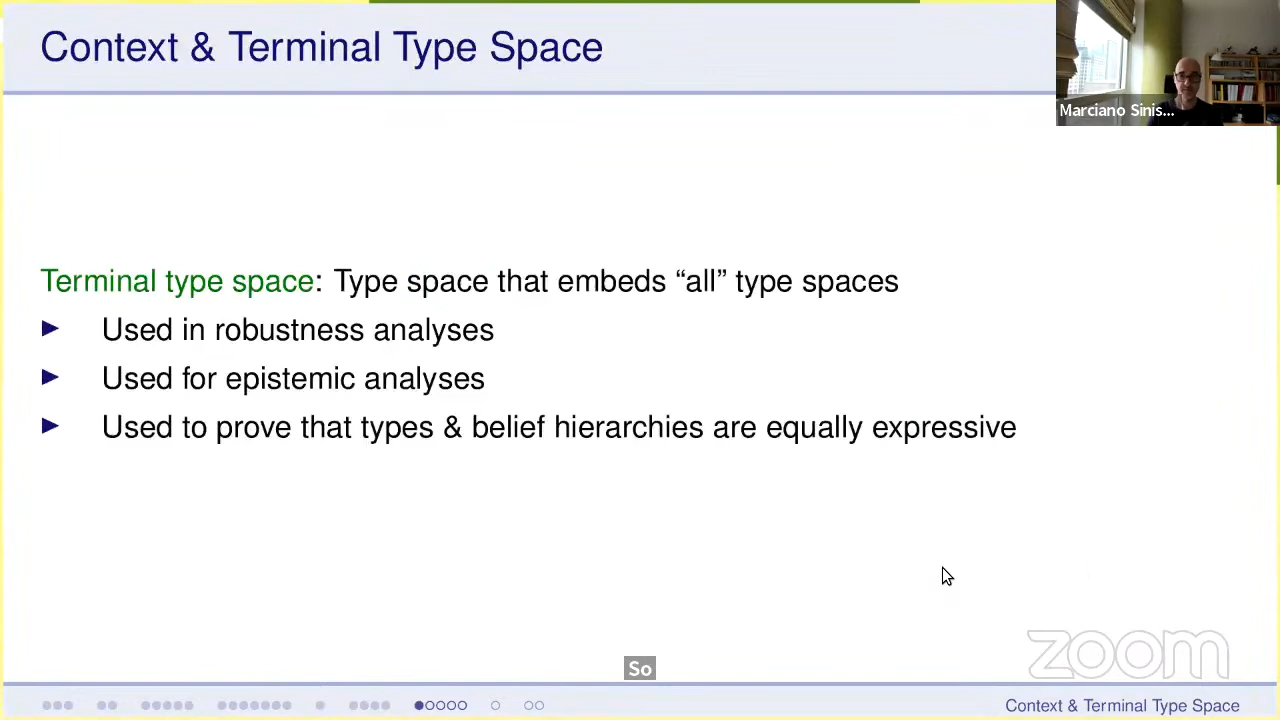 Context & Terminal Type Space
Marciano Sinis...
Terminal type space: Type space that embeds “all” type spaces
▶ Used in robustness analyses
▶ Used for epistemic analyses
▶ Used to prove that types & belief hierarchies are equally expressive
zoom
So
Context & Terminal Type Space